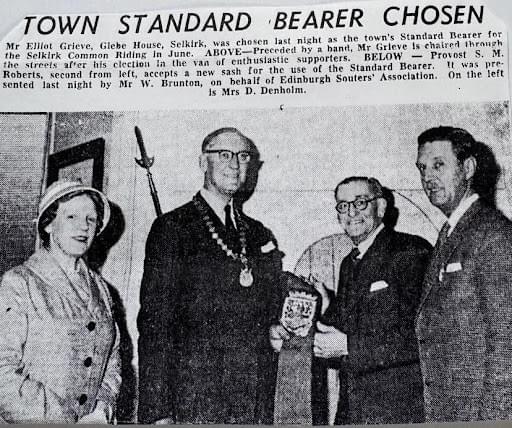 TOWN STANDARD BEARER CHOSEN
Mr Elliot Grieve, Glebe House, Selkirk, was chosen last night as the town's Standard Bearer for
the Selkirk Common Riding in June. ABOVE—Preceded by a band, Mr Grieve is chaired through
the streets after his election in the van of enthusiastic supporters. BELOW — Provost S. M.
Roberts, second from left, accepts a new sash for the use of the Standard Bearer. It was pre-
sented last night by Mr W. Brunton, on behalf of Edinburgh Souters' Association. On the left
is Mrs D. Denholm.